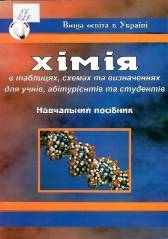 Вища освіта в Україні
ХІМІЯ
в таблицях, схемах та визначеннях
для учнів, абітурієнтів та студентів
Навчальний посібник